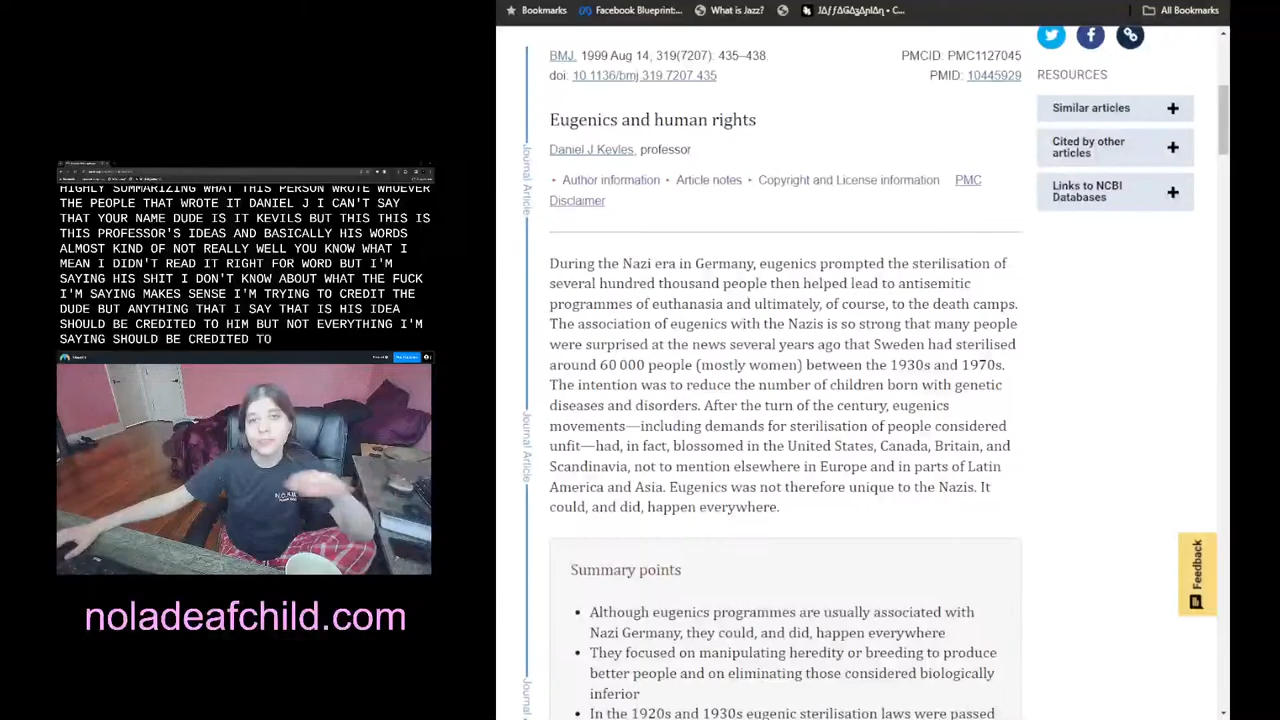 Bookmarks
Facebook Blueprint:...
What is Jazz?
All Bookmarks
HIGHLY SUMMARIZING WHAT THIS PERSON WROTE WHOEVER
THE PEOPLE THAT WROTE IT DANIEL J I CAN'T SAY
THAT YOUR NAME DUDE IS IT REVILS BUT THIS THIS IS
THIS PROFESSOR'S IDEAS AND BASICALLY HIS WORDS
ALMOST KIND OF NOT REALLY WELL YOU KNOW WHAT I
MEAN I DIDN'T READ IT RIGHT FOR WORD BUT I'M
SAYING HIS SHIT I DON'T KNOW ABOUT WHAT THE FUCK
I'M SAYING MAKES SENSE I'M TRYING TO CREDIT THE
DUDE BUT ANYTHING THAT I SAY THAT IS HIS IDEA
SHOULD BE CREDITED TO HIM BUT NOT EVERYTHING I'M
SAYING SHOULD BE CREDITED TO
noladeafchild.com
Journal Article
Journal Article
Journal
BMJ. 1999 Aug 14, 319(7207). 435–438.
PMCID: PMC1127045
doi: 10.1136/bmj.319.7207.435
PMID: 10445929
Eugenics and human rights
Daniel J Kevles, professor
Author information
Article notes
Copyright and License information
PMC
Disclaimer
During the Nazi era in Germany, eugenics prompted the sterilisation of
several hundred thousand people then helped lead to antisemitic
programmes of euthanasia and ultimately, of course, to the death camps.
The association of eugenics with the Nazis is so strong that many people
were surprised at the news several years ago that Sweden had sterilised
around 60 000 people (mostly women) between the 1930s and 1970s.
The intention was to reduce the number of children born with genetic
diseases and disorders. After the turn of the century, eugenics
movements—including demands for sterilisation of people considered
unfit—had, in fact, blossomed in the United States, Canada, Britain, and
Scandinavia, not to mention elsewhere in Europe and in parts of Latin
America and Asia. Eugenics was not therefore unique to the Nazis. It
could, and did, happen everywhere.
Summary points
• Although eugenics programmes are usually associated with
Nazi Germany, they could, and did, happen everywhere
• They focused on manipulating heredity or breeding to produce
better people and on eliminating those considered biologically
inferior
• In the 1920s and 1930s eugenic sterilisation laws were passed
RESOURCES
Similar articles
Cited by other
articles
Links to NCBI
Databases
Feedback